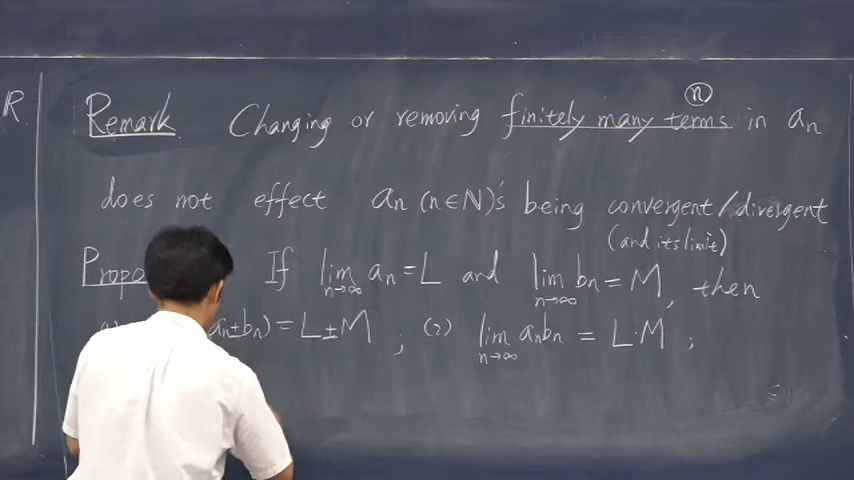 R.
ⓝ
Remark. Changing or removing finitely many terms in aₙ
does not effect aₙ (n∈ℕ)'s being convergent/divergent
(and its limit)
If lim n→∞ aₙ = L and lim n→∞ bₙ = M, then
aₙ±bₙ) = L±M ; (2) lim n→∞ aₙbₙ = L·M ;